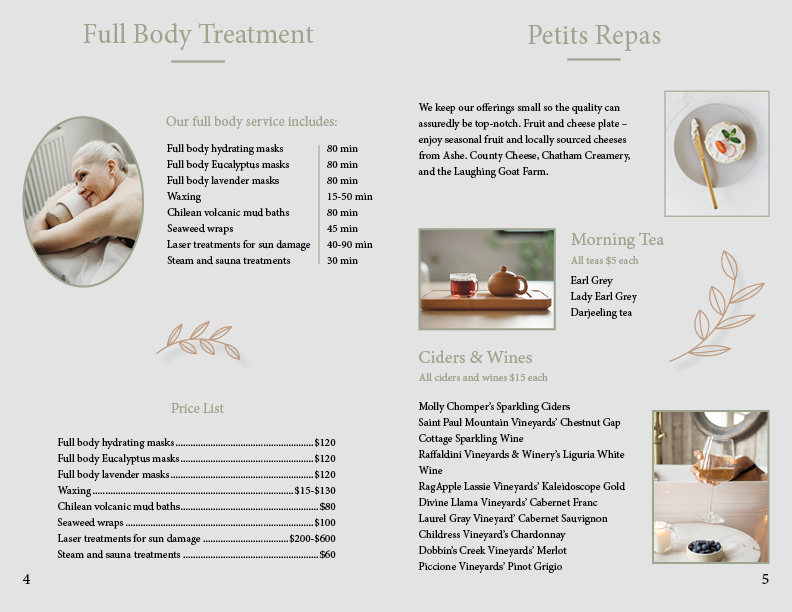 Full Body Treatment
Our full body service includes:
Full body hydrating masks 80 min
Full body Eucalyptus masks 80 min
Full body lavender masks 80 min
Waxing 15-50 min
Chilean volcanic mud baths 80 min
Seaweed wraps 45 min
Laser treatments for sun damage 40-90 min
Steam and sauna treatments 30 min
Price List
Full body hydrating masks $120
Full body Eucalyptus masks $120
Full body lavender masks $120
Waxing $15-$130
Chilean volcanic mud baths $80
Seaweed wraps $100
Laser treatments for sun damage $200-$600
Steam and sauna treatments $60
4
Petits Repas
We keep our offerings small so the quality can
assuredly be top-notch. Fruit and cheese plate –
enjoy seasonal fruit and locally sourced cheeses
from Ashe. County Cheese, Chatham Creamery,
and the Laughing Goat Farm.
Morning Tea
All teas $5 each
Earl Grey
Lady Earl Grey
Darjeeling tea
Ciders & Wines
All ciders and wines $15 each
Molly Chomper's Sparkling Ciders
Saint Paul Mountain Vineyards' Chestnut Gap
Cottage Sparkling Wine
Raffaldini Vineyards & Winery's Liguria White
Wine
RagApple Lassie Vineyards' Kaleidoscope Gold
Divine Llama Vineyards' Cabernet Franc
Laurel Gray Vineyard' Cabernet Sauvignon
Childress Vineyard's Chardonnay
Dobbin's Creek Vineyards' Merlot
Piccione Vineyards' Pinot Grigio
5